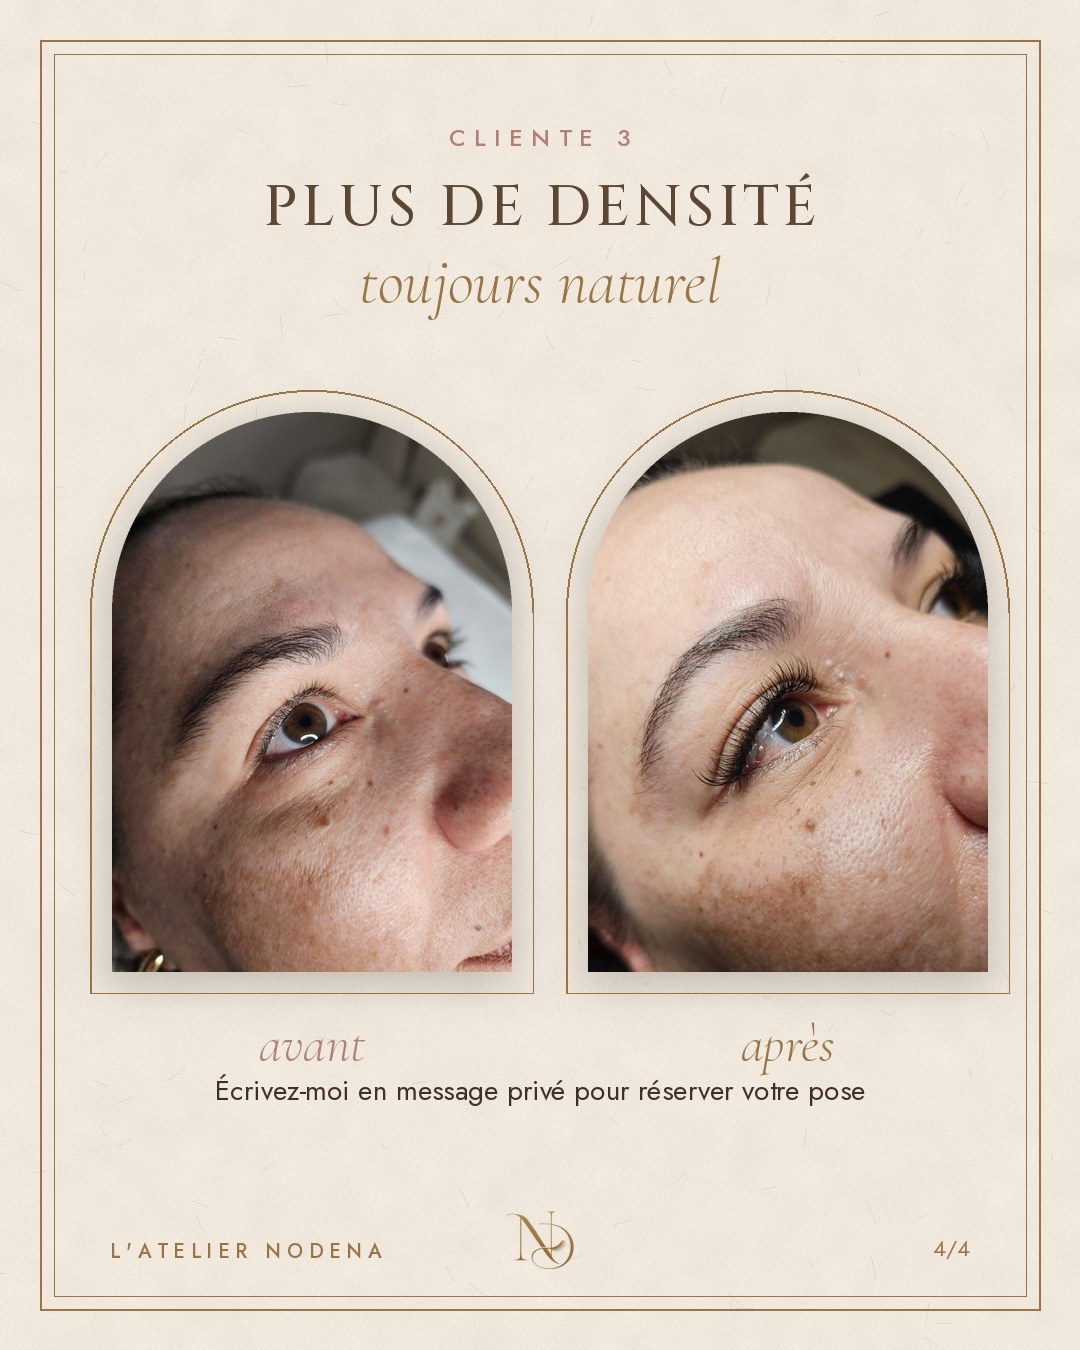 CLIENTE 3
PLUS DE DENSITÉ
toujours naturel
avant
après
Écrivez-moi en message privé pour réserver votre pose
L'ATELIER NODENA
ND
4/4